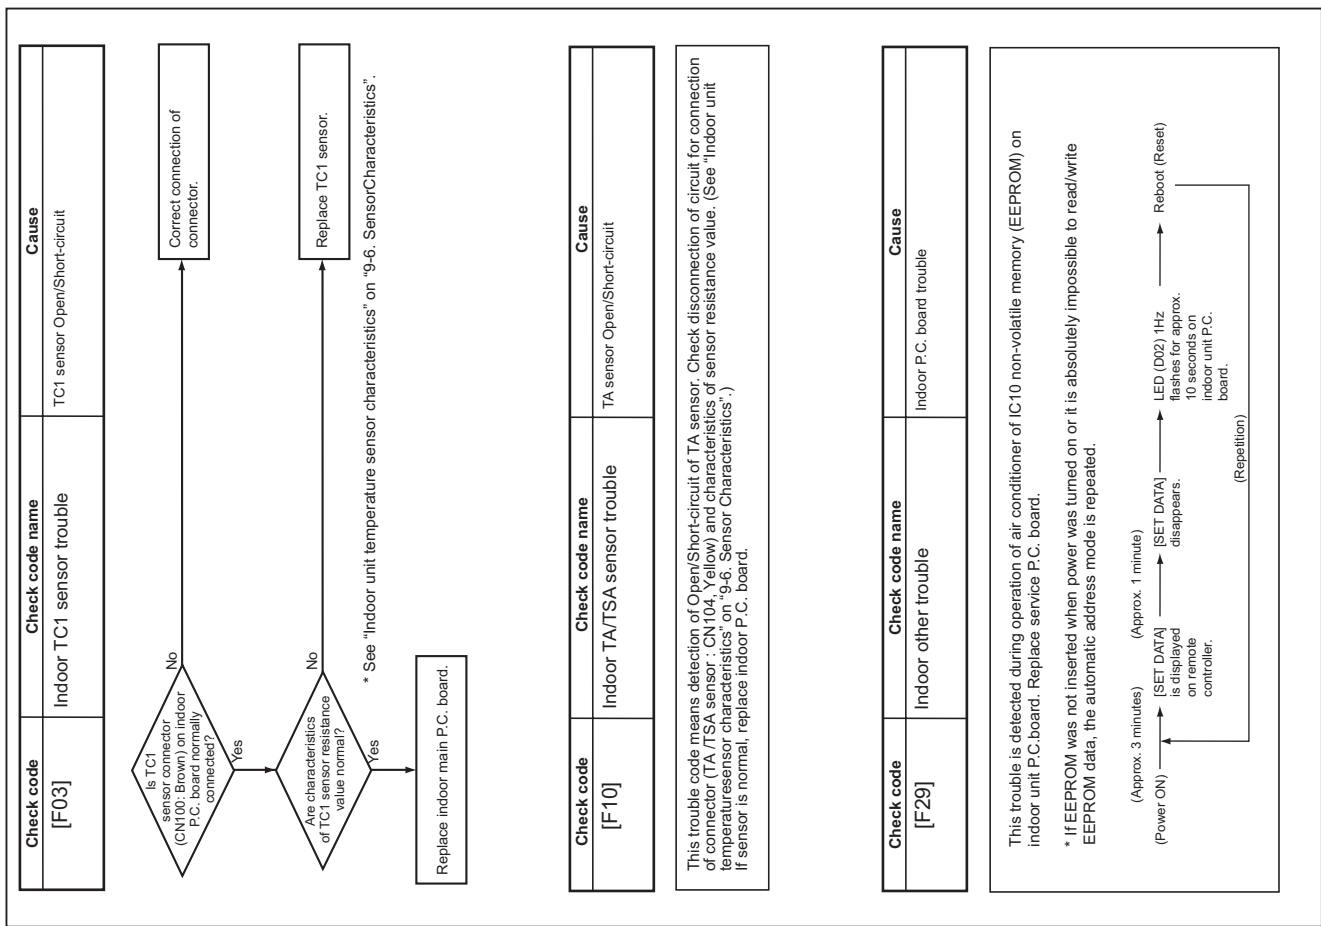 Check code
Check code name
Cause
[F03]
Indoor TC1 sensor trouble
TC1 sensor Open/Short-circuit
Is TC1
sensor connector
(CN100: Brown) on indoor
P.C. board normally
connected?
No
Correct connection of
connector.
Yes
Are characteristics
of TC1 sensor resistance
value normal?
No
Replace TC1 sensor.
Yes
* See “Indoor unit temperature sensor characteristics” on “9-6. SensorCharacteristics”.
Replace indoor main P.C. board.
Check code
Check code name
Cause
[F10]
Indoor TA/TSA sensor trouble
TA sensor Open/Short-circuit
This trouble code means detection of Open/Short-circuit of TA sensor. Check disconnection of circuit for connection
of connector (TA /TSA sensor : CN104, Yellow) and characteristics of sensor resistance value. (See “Indoor unit
temperaturesensor characteristics” on “9-6. Sensor Characteristics”.)
If sensor is normal, replace indoor P.C. board.
Check code
Check code name
Cause
[F29]
Indoor other trouble
Indoor P.C. board trouble
This trouble is detected during operation of air conditioner of IC10 non-volatile memory (EEPROM) on
indoor unit P.C.board. Replace service P.C. board.
* If EEPROM was not inserted when power was turned on or it is absolutely impossible to read/write
EEPROM data, the automatic address mode is repeated.
(Approx. 3 minutes)
(Approx. 1 minute)
(Power ON)
[SET DATA]
is displayed
on remote
controller.
[SET DATA]
disappears.
LED (D02) 1Hz
flashes for approx.
10 seconds on
indoor unit P.C.
board.
Reboot (Reset)
(Repetition)